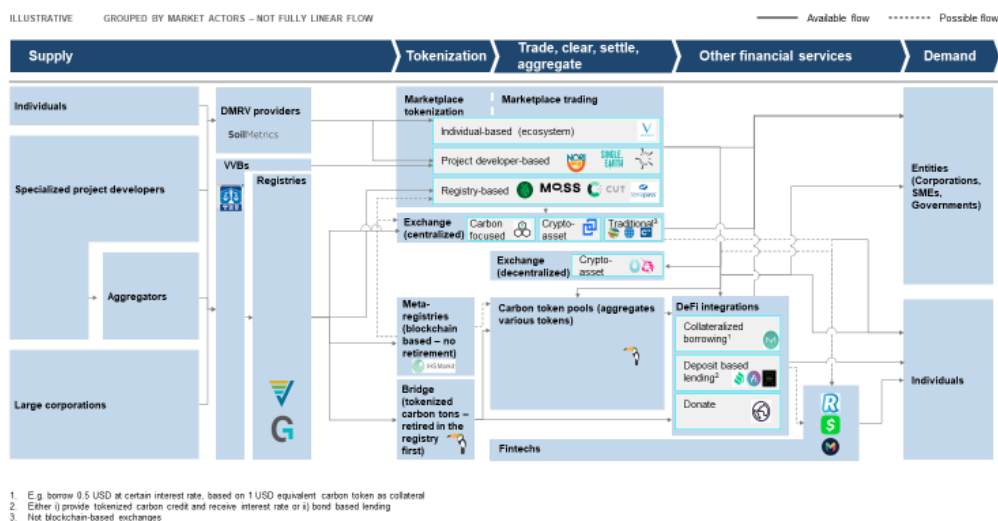 ILLUSTRATIVE GROUPED BY MARKET ACTORS – NOT FULLY LINEAR FLOW
Available flow
Possible flow
Supply
Tokenization
Trade, clear, settle,
aggregate
Other financial services
Demand
Individuals
Specialized project developers
Aggregators
Large corporations
DMRV providers
SoilMetrics
VVBs
Registries
Marketplace
tokenization
Marketplace trading
Individual-based (ecosystem)
Project developer-based
NORI
SINGLE.
EARTH
Registry-based
MOSS
CUT
terrapass
Exchange
(centralized)
Carbon
focused
Crypto-
asset
Traditional³
Exchange
(decentralized)
Crypto-
asset
Meta-
registries
(blockchain
based – no
retirement)
IHS Markit
Bridge
(tokenized
carbon tons –
retired in the
registry
first)
Carbon token pools (aggregates
various tokens)
DeFi integrations
Collateralized
borrowing¹
Deposit based
lending²
Donate
Fintechs
R
$
Entities
(Corporations,
SMEs,
Governments)
Individuals
1. E.g. borrow 0.5 USD at certain interest rate, based on 1 USD equivalent carbon token as collateral
2. Either i) provide tokenized carbon credit and receive interest rate or ii) bond based lending
3. Not blockchain-based exchanges